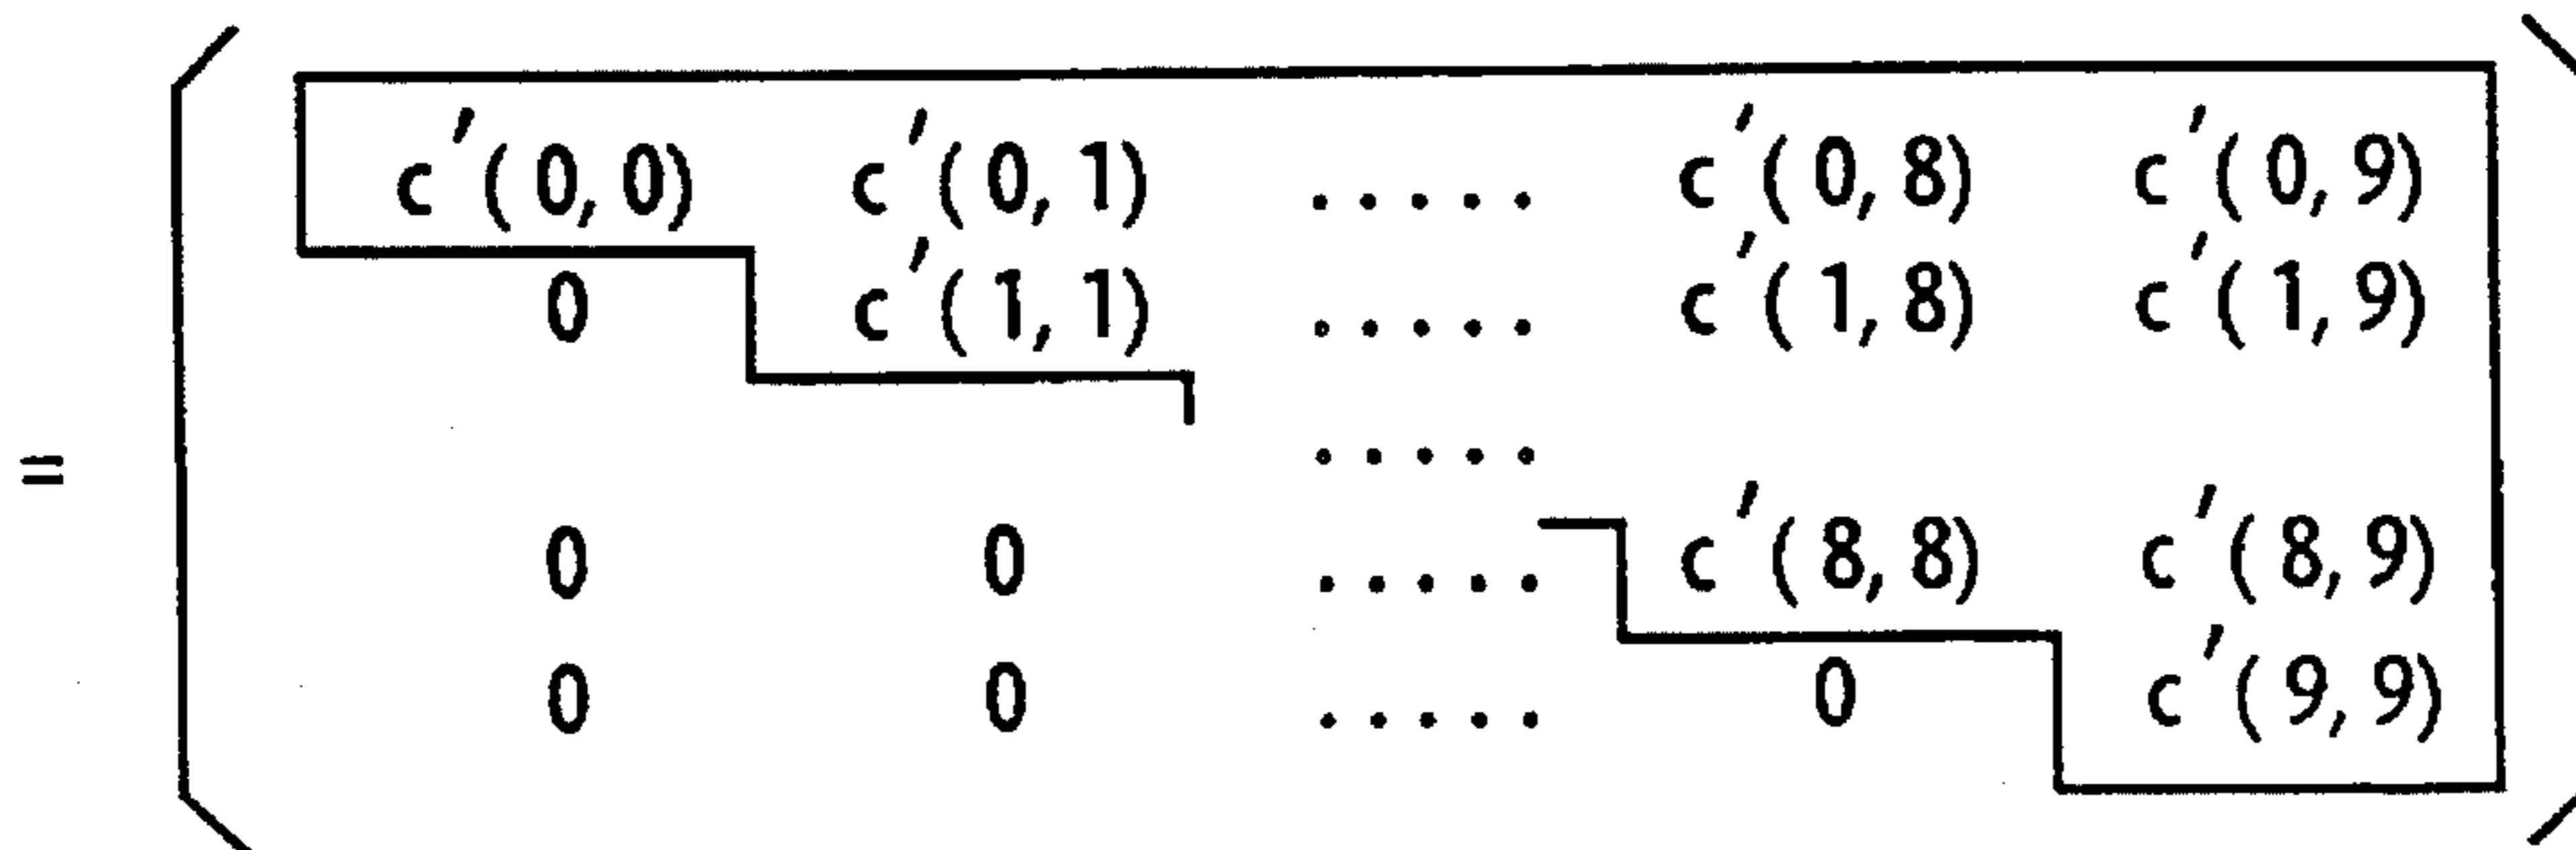 c'(0, 0) c'(0, 1) ..... c'(0, 8) c'(0, 9)
0 c'(1, 1) ..... c'(1, 8) c'(1, 9)
= .....
0 0 ..... c'(8, 8) c'(8, 9)
0 0 ..... 0 c'(9, 9)